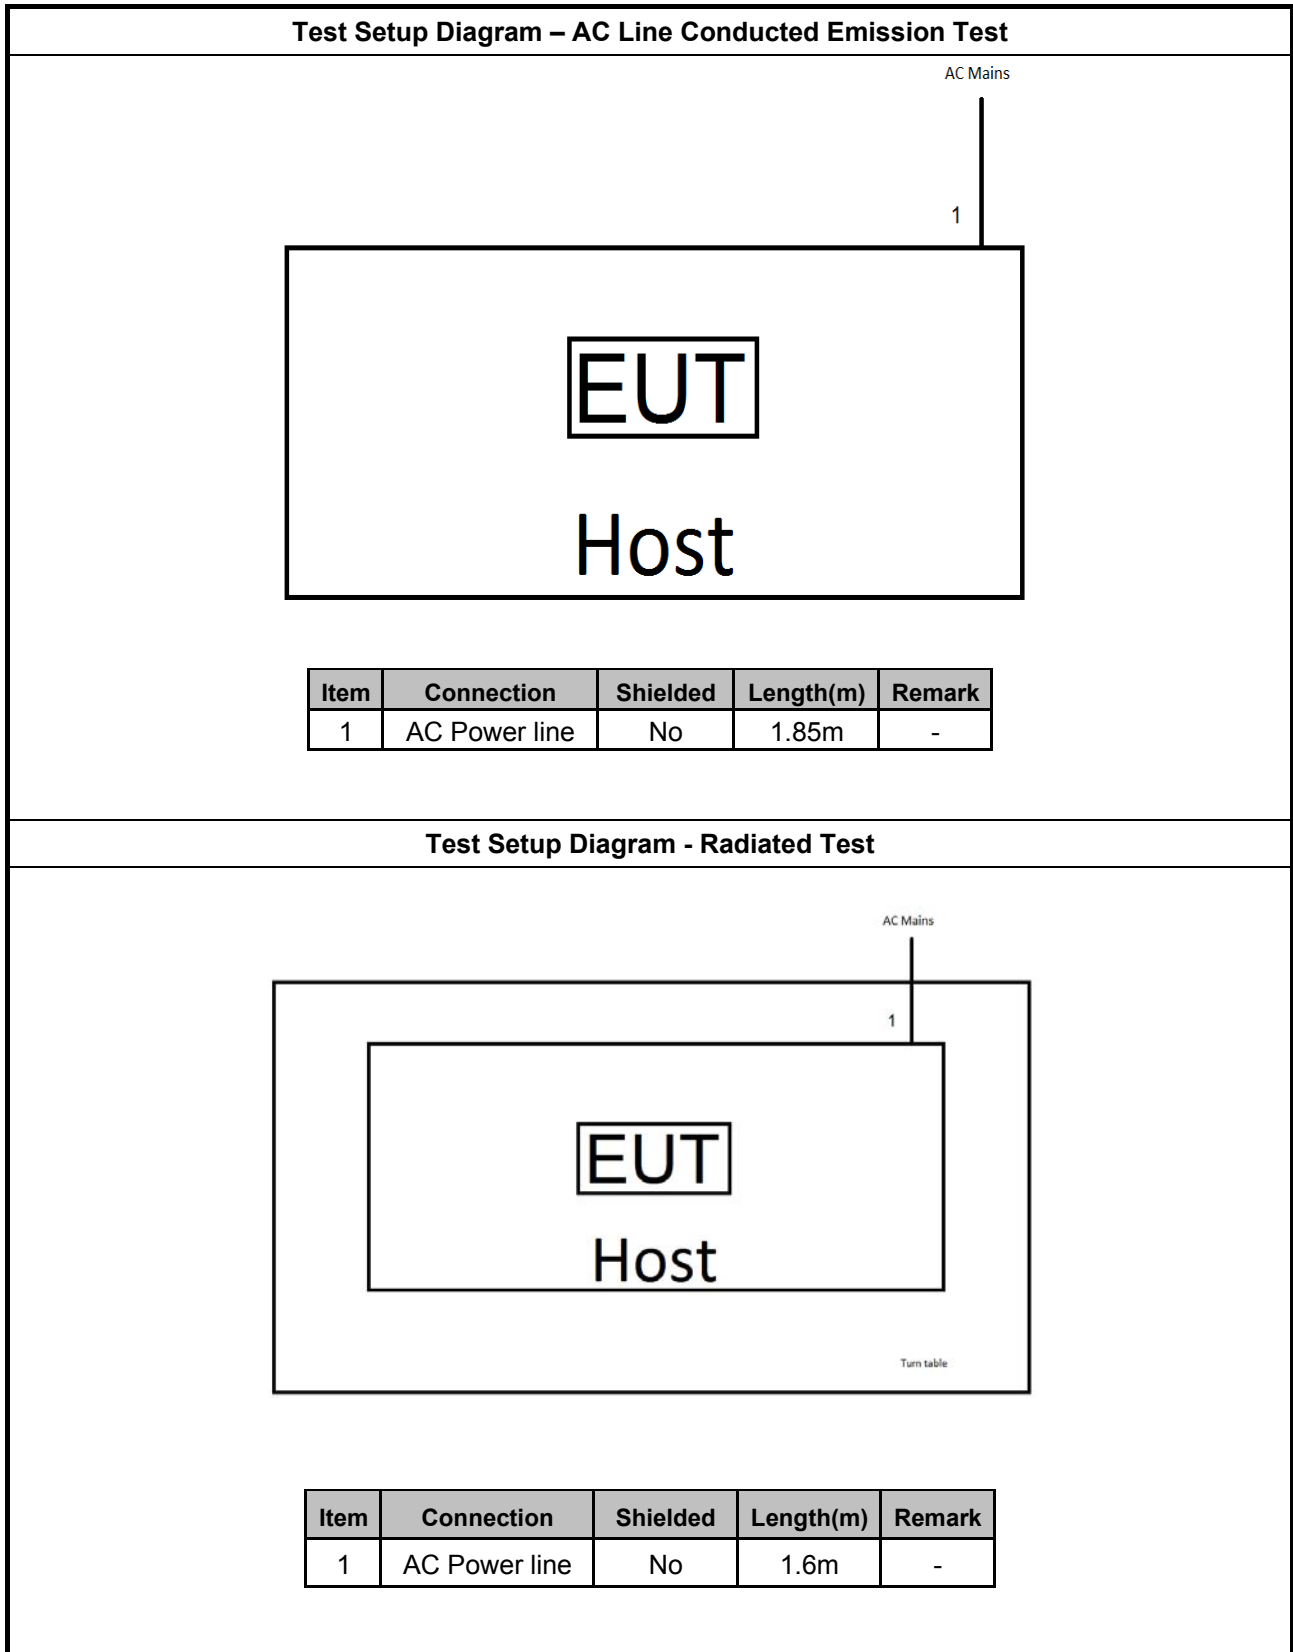 Test Setup Diagram – AC Line Conducted Emission Test
AC Mains
1
EUT
Host
Item Connection Shielded Length(m) Remark
1 AC Power line No 1.85m -
Test Setup Diagram - Radiated Test
AC Mains
1
EUT
Host
Turn table
Item Connection Shielded Length(m) Remark
1 AC Power line No 1.6m -